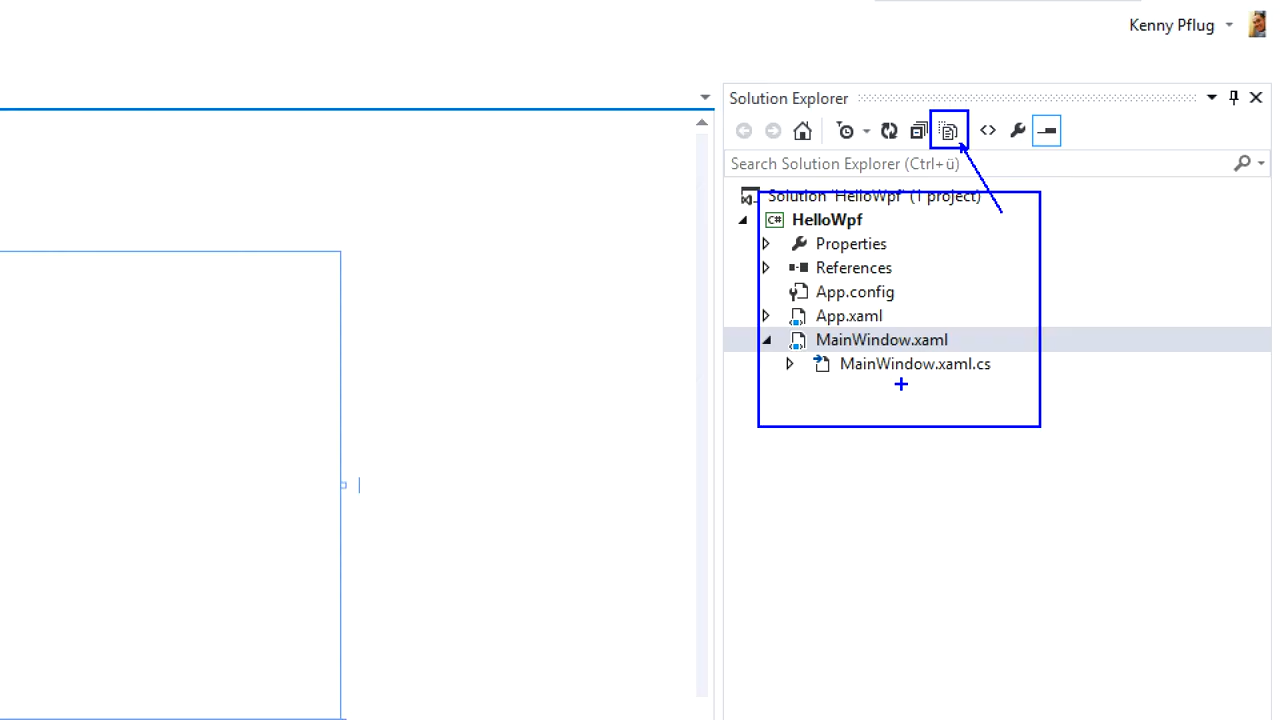 Kenny Pflug
Solution Explorer
Search Solution Explorer (Ctrl+ü)
Solution 'HelloWpf' (1 project)
C# HelloWpf
Properties
References
App.config
App.xaml
MainWindow.xaml
MainWindow.xaml.cs